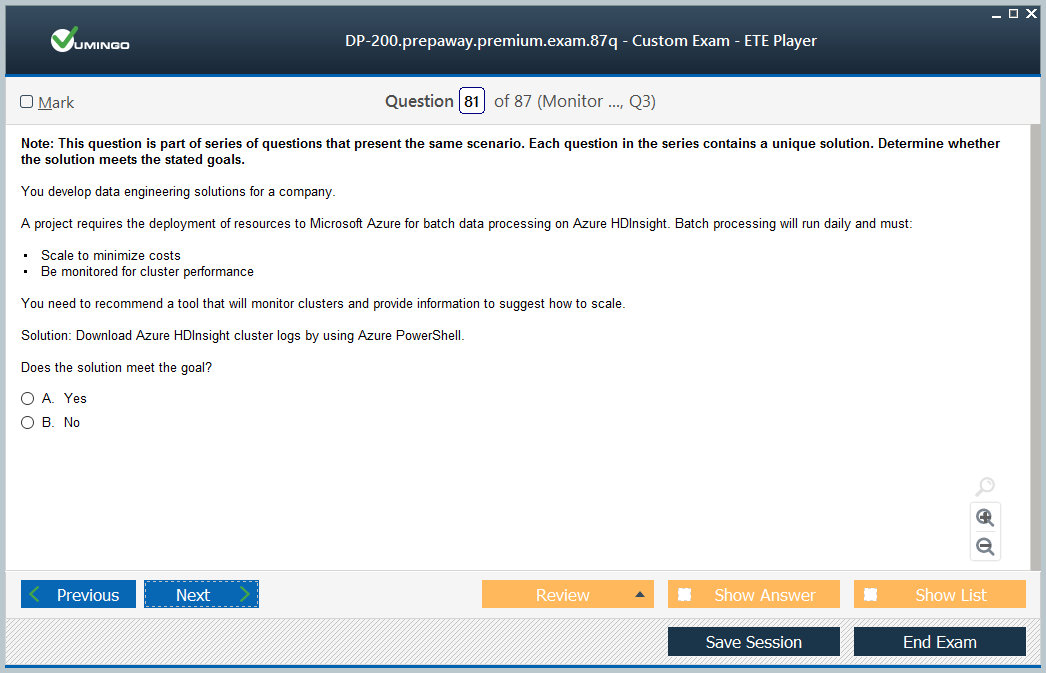 VUMINGO
DP-200.prepaway.premium.exam.87q - Custom Exam - ETE Player
Mark
Question 81 of 87 (Monitor ..., Q3)
Note: This question is part of series of questions that present the same scenario. Each question in the series contains a unique solution. Determine whether
the solution meets the stated goals.
You develop data engineering solutions for a company.
A project requires the deployment of resources to Microsoft Azure for batch data processing on Azure HDInsight. Batch processing will run daily and must:
• Scale to minimize costs
• Be monitored for cluster performance
You need to recommend a tool that will monitor clusters and provide information to suggest how to scale.
Solution: Download Azure HDInsight cluster logs by using Azure PowerShell.
Does the solution meet the goal?
A. Yes
B. No
Previous Next Review Show Answer Show List
Save Session End Exam